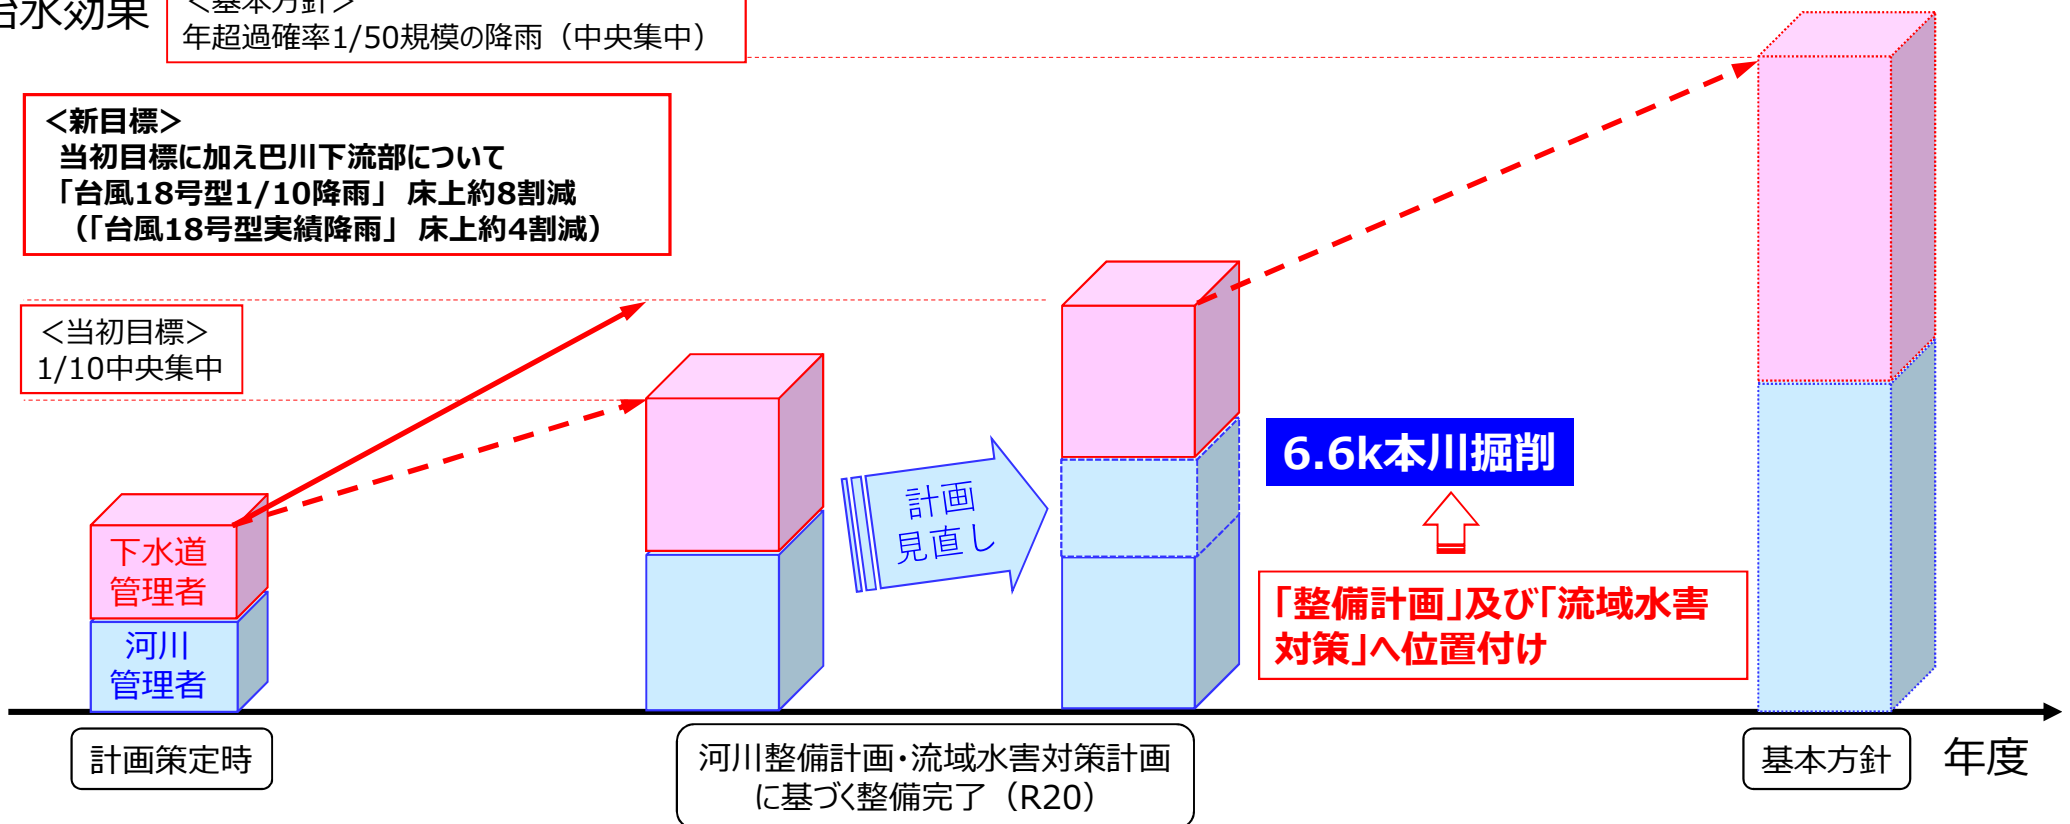 治水効果
＜基本方針＞
年超過確率1/50規模の降雨（中央集中）
＜新目標＞
当初目標に加え巴川下流部について
「台風18号型1/10降雨」 床上約8割減
（「台風18号型実績降雨」 床上約4割減）
＜当初目標＞
1/10中央集中
下水道
管理者
河川
管理者
計画
見直し
6.6k本川掘削
「整備計画」及び「流域水害
対策」へ位置付け
計画策定時
河川整備計画・流域水害対策計画
に基づく整備完了（R20）
基本方針
年度